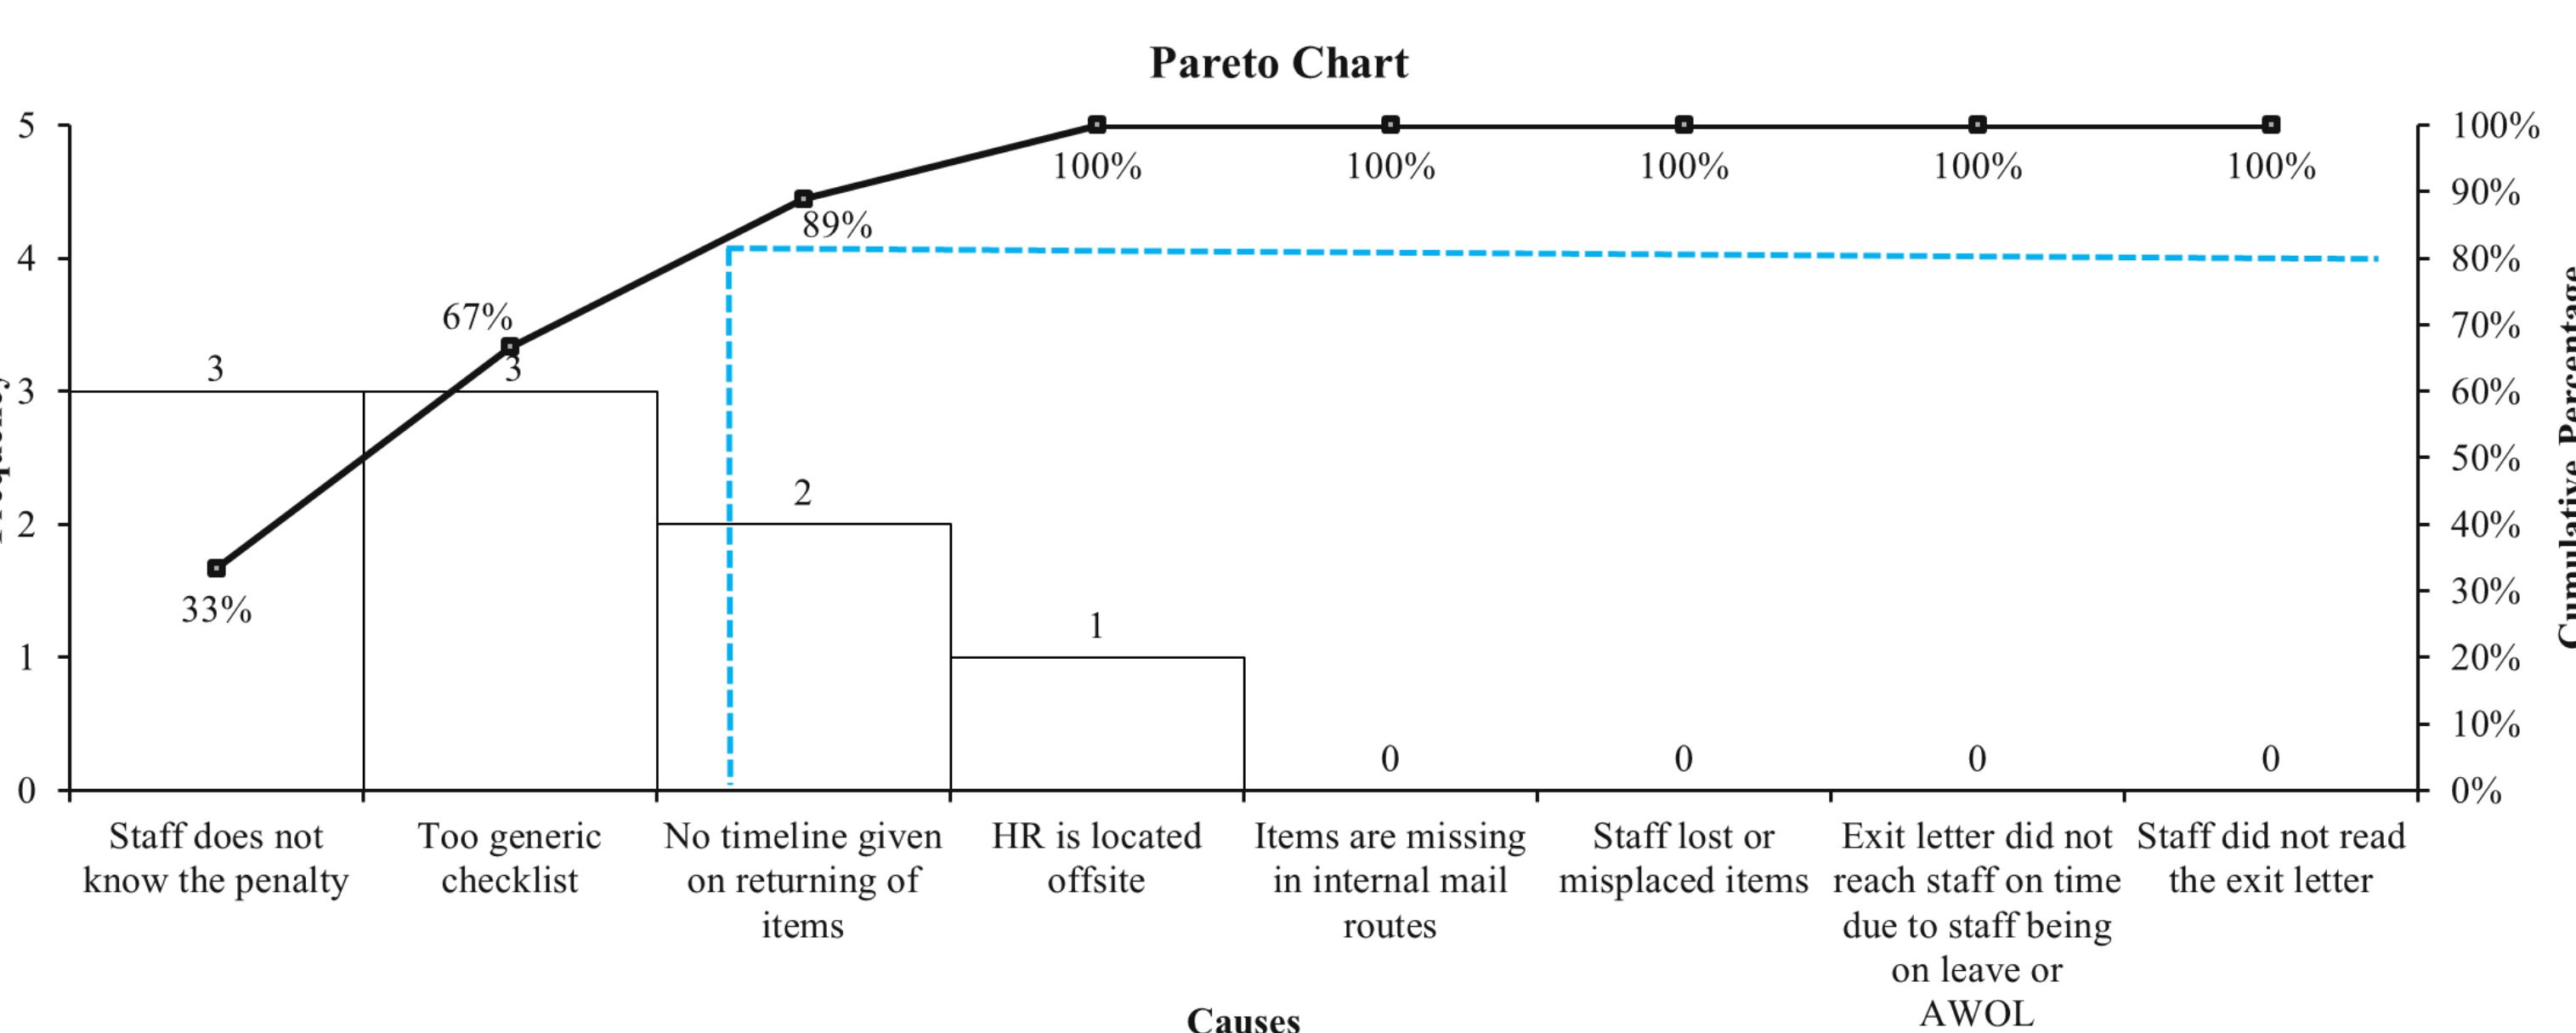 Pareto Chart
5
4
3
2
1
0
100%
90%
80%
70%
60%
50%
40%
30%
20%
10%
0%
Cumulative Percentage
33%
67%
89%
100%
100%
100%
100%
100%
3
3
2
1
0
0
0
0
Staff does not
know the penalty
Too generic
checklist
No timeline given
on returning of
items
HR is located
offsite
Items are missing
in internal mail
routes
Staff lost or
misplaced items
Exit letter did not
reach staff on time
due to staff being
on leave or
AWOL
Staff did not read
the exit letter
Causes